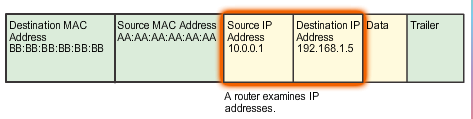 Destination MAC
Address
BB:BB:BB:BB:BB:BB
Source MAC Address
AA:AA:AA:AA:AA:AA
Source IP
Address
10.0.0.1
Destination IP
Address
192.168.1.5
Data
Trailer
A router examines IP
addresses.